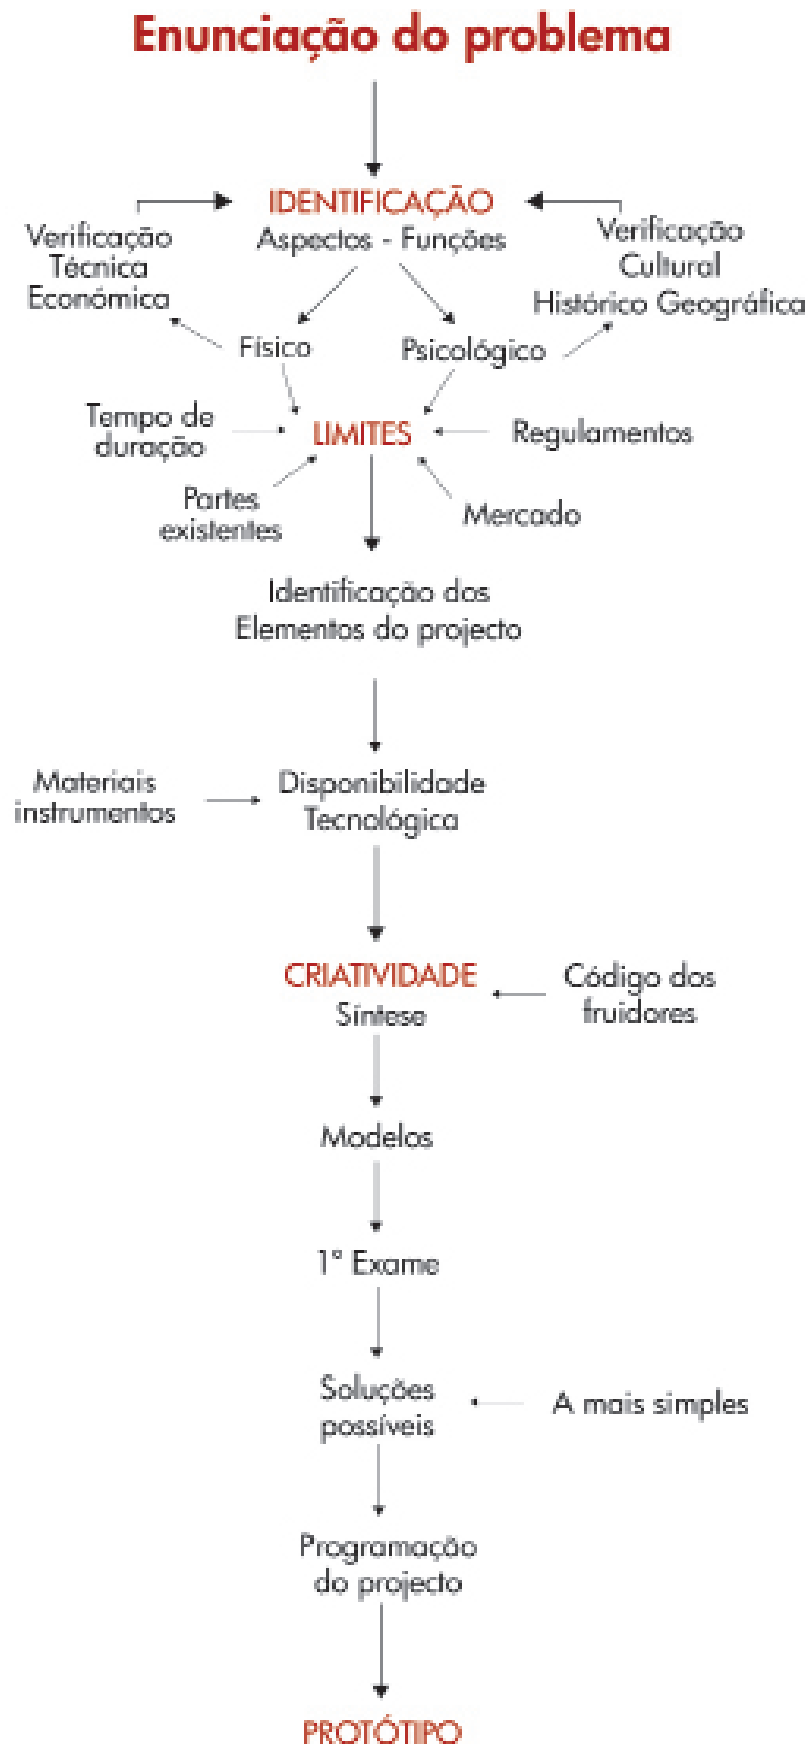 Enunciação do problema
IDENTIFICAÇÃO
Aspectos - Funções
Verificação
Técnica
Económica
Verificação
Cultural
Histórico Geográfica
Físico
Psicológico
Tempo de
duração
LIMITES
Regulamentos
Partes
existentes
Mercado
Identificação dos
Elementos do projecto
Materiais
instrumentos
Disponibilidade
Tecnológica
CRIATIVIDADE
Síntese
Código dos
fruidores
Modelos
1º Exame
Soluções
possíveis
A mais simples
Programação
do projecto
PROTÓTIPO